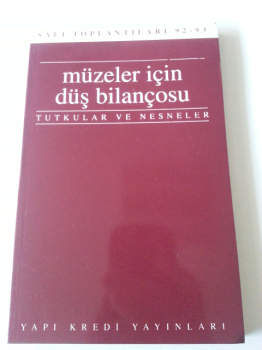 SALI TOPLANTILARI 92-93
müzeler için
düş bilançosu
TUTKULAR VE NESNELER
YAPI KREDİ YAYINLARI